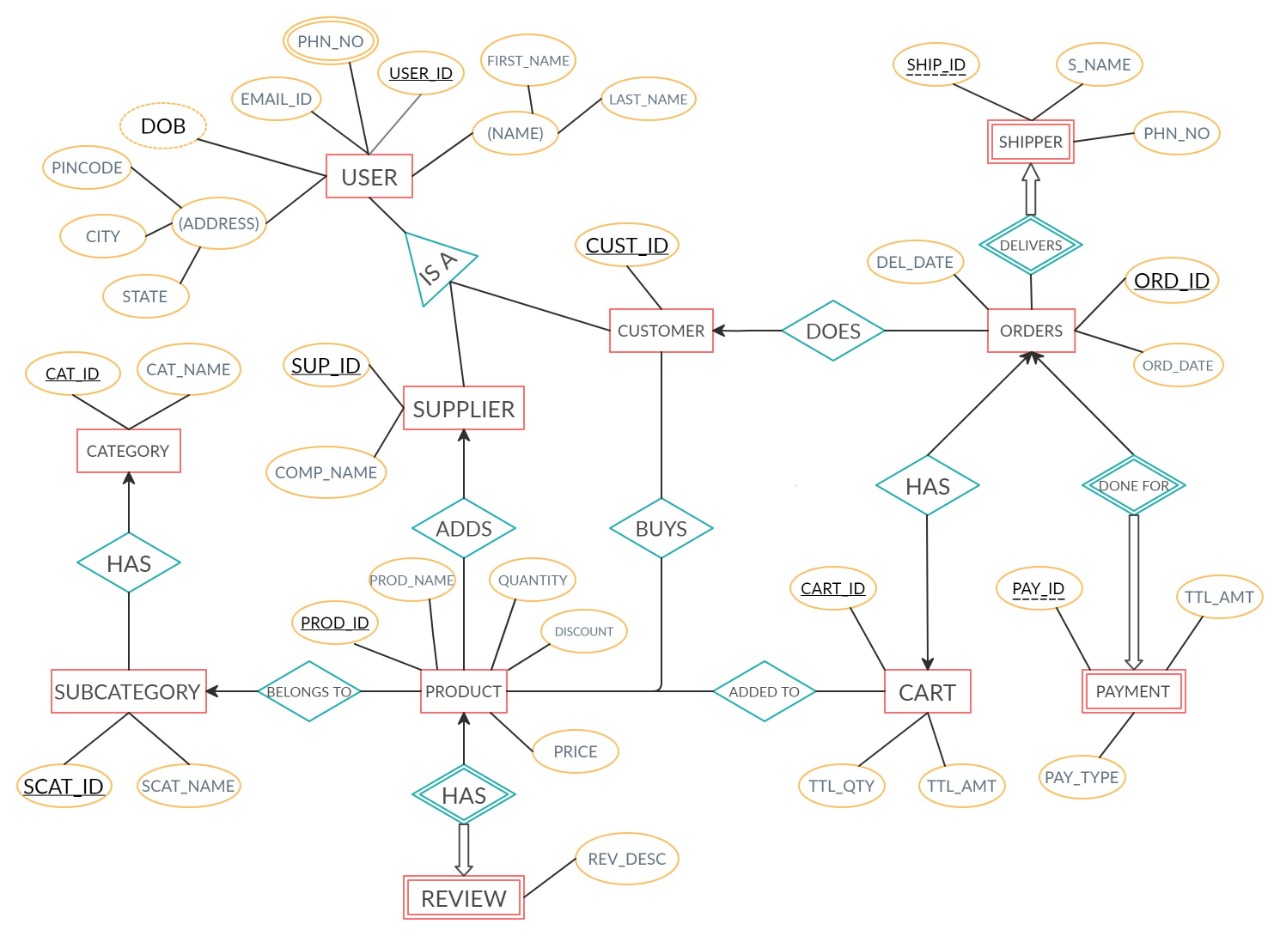 PHN_NO
USER_ID
FIRST_NAME
EMAIL_ID
LAST_NAME
DOB
(NAME)
PINCODE
USER
CITY
(ADDRESS)
STATE
IS A
SHIP_ID
S_NAME
SHIPPER
PHN_NO
DELIVERS
CUST_ID
DEL_DATE
ORD_ID
CUSTOMER
DOES
ORDERS
ORD_DATE
CAT_ID
CAT_NAME
SUP_ID
SUPPLIER
CATEGORY
COMP_NAME
HAS
DONE FOR
ADDS
BUYS
HAS
PROD_NAME
QUANTITY
CART_ID
PAY_ID
TTL_AMT
PROD_ID
DISCOUNT
SUBCATEGORY
BELONGS TO
PRODUCT
ADDED TO
CART
PAYMENT
PRICE
SCAT_ID
SCAT_NAME
HAS
TTL_QTY
TTL_AMT
PAY_TYPE
REV_DESC
REVIEW